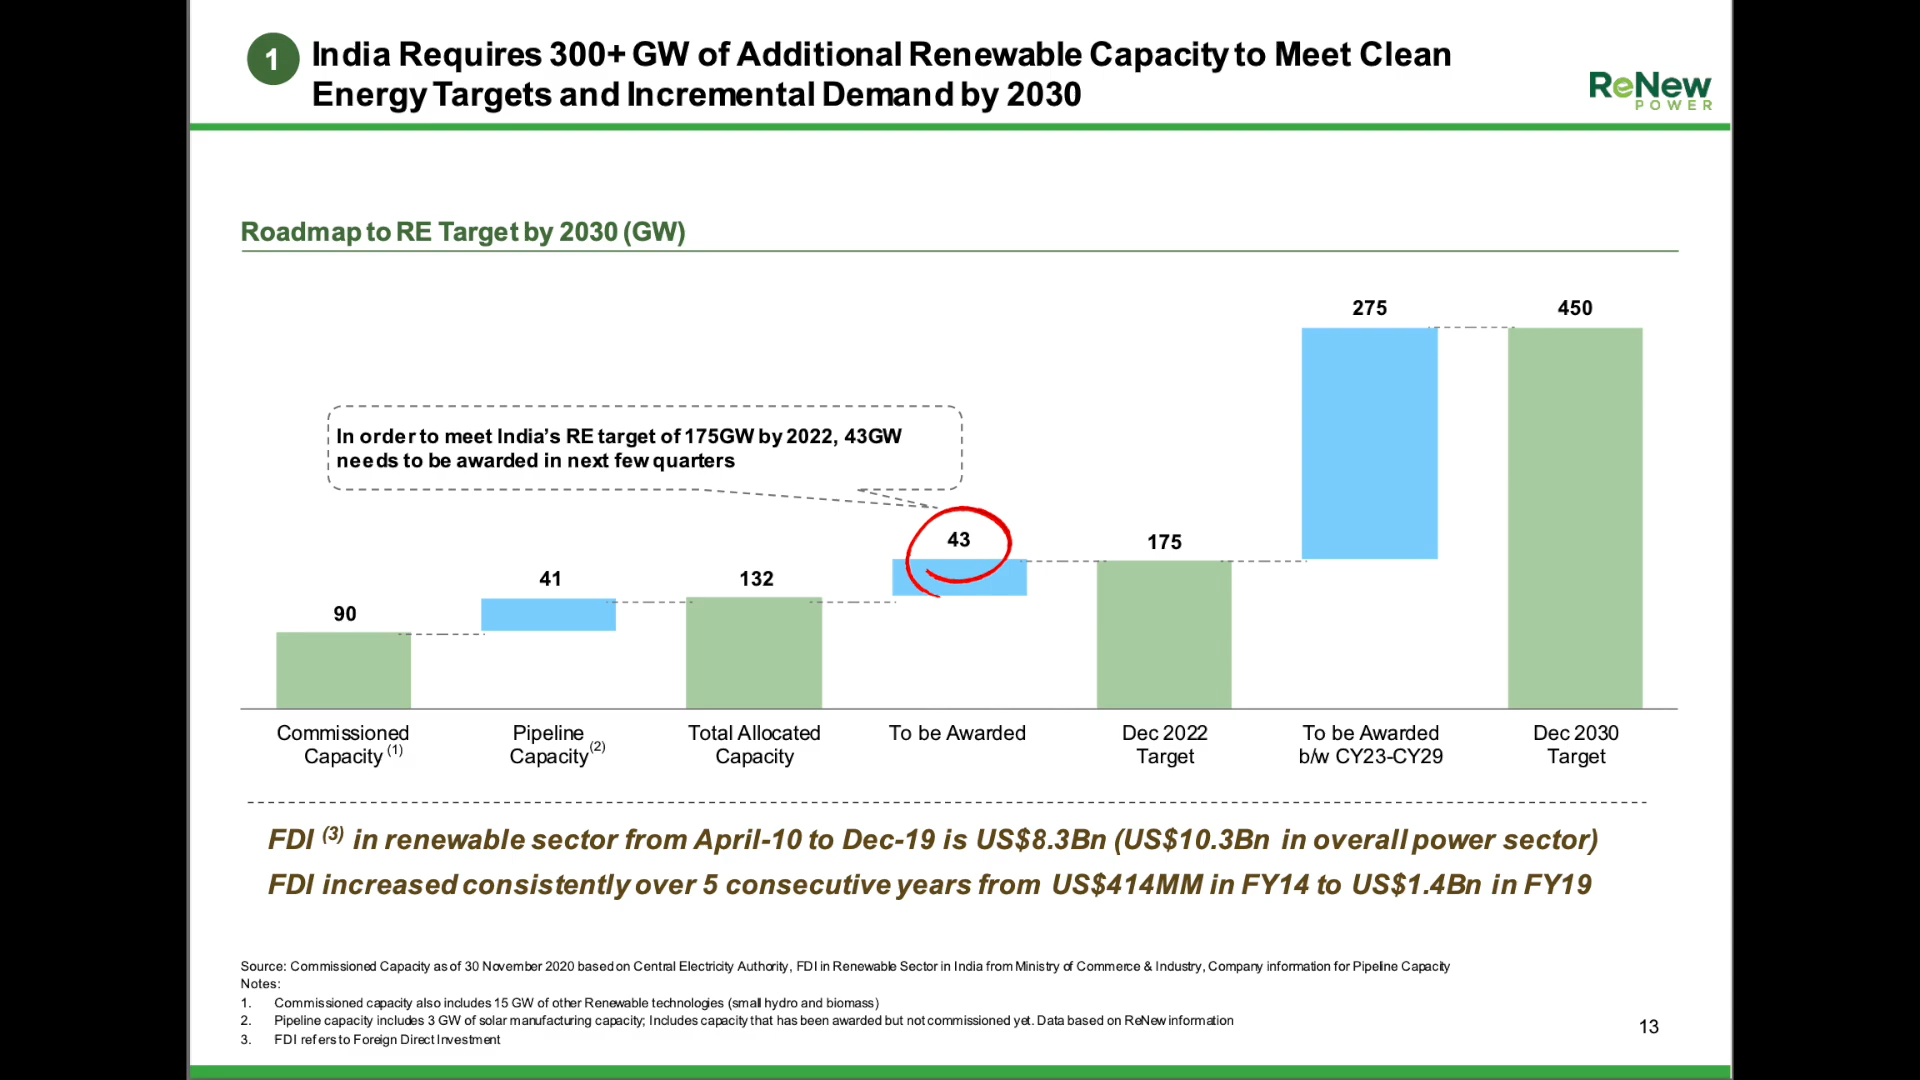 1
India Requires 300+ GW of Additional Renewable Capacity to Meet Clean
Energy Targets and Incremental Demand by 2030
ReNew
POWER
Roadmap to RE Target by 2030 (GW)
275
450
In order to meet India's RE target of 175GW by 2022, 43GW
needs to be awarded in next few quarters
43
175
41
132
90
Commissioned
Capacity (1)
Pipeline
Capacity(2)
Total Allocated
Capacity
To be Awarded
Dec 2022
Target
To be Awarded
b/w CY23-CY29
Dec 2030
Target
FDI (3) in renewable sector from April-10 to Dec-19 is US$8.3Bn (US$10.3Bn in overall power sector)
FDI increased consistently over 5 consecutive years from US$414MM in FY14 to US$1.4Bn in FY19
Source: Commissioned Capacity as of 30 November 2020 based on Central Electricity Authority, FDI in Renewable Sector in India from Ministry of Commerce & Industry, Company information for Pipeline Capacity
Notes:
1. Commissioned capacity also includes 15 GW of other Renewable technologies (small hydro and biomass)
2. Pipeline capacity includes 3 GW of solar manufacturing capacity; Includes capacity that has been awarded but not commissioned yet. Data based on ReNew information
3. FDI refers to Foreign Direct Investment
13